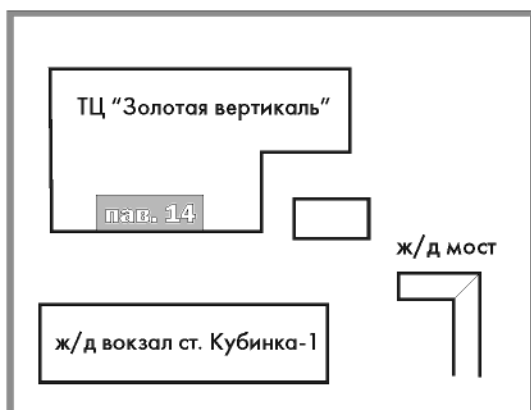 ТЦ "Золотая вертикаль"
пав. 14
ж/д мост
ж/д вокзал ст. Кубинка-1